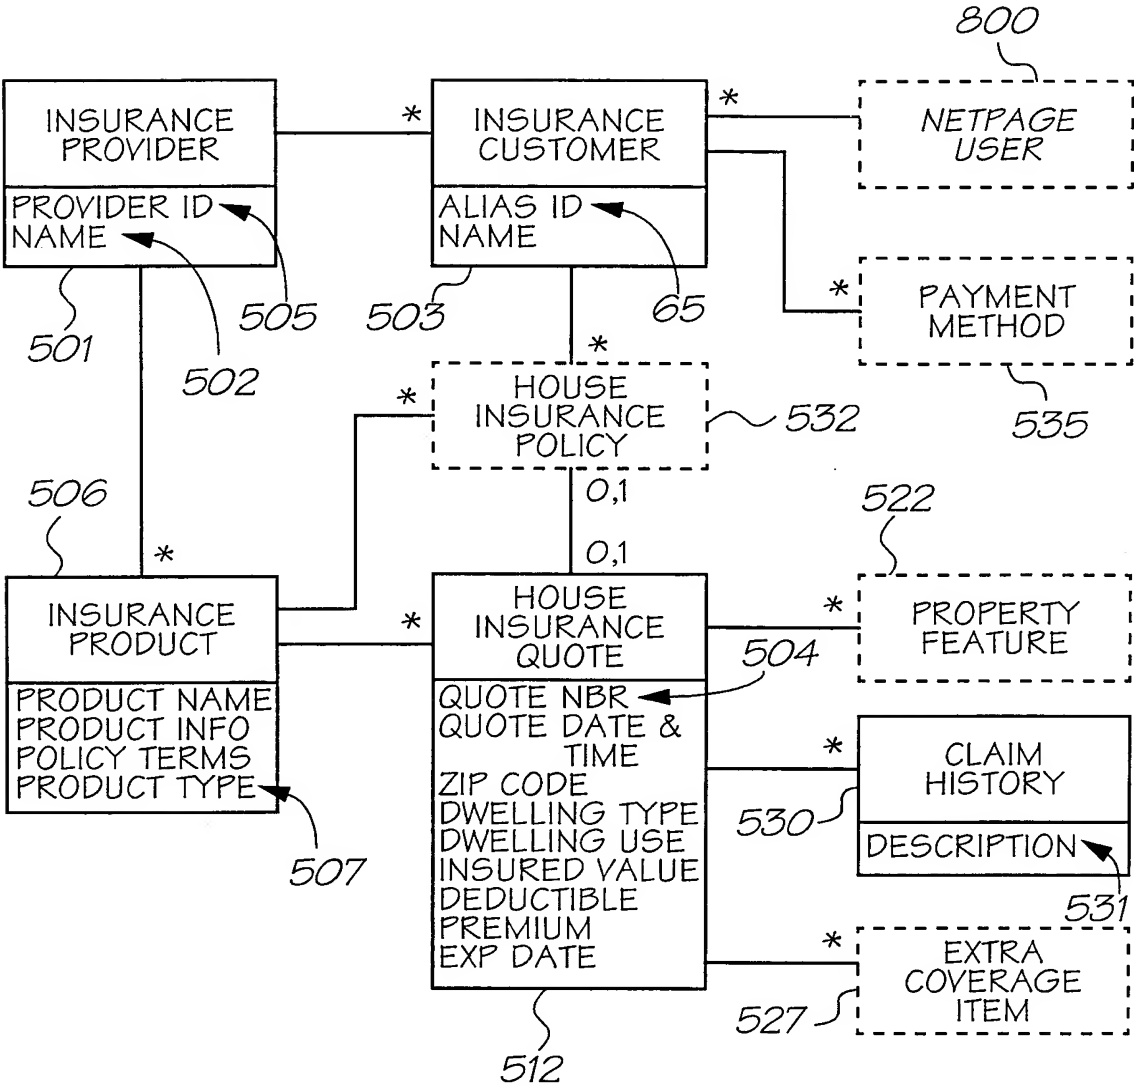 800
INSURANCE
PROVIDER
PROVIDER ID
NAME
501
505
502
*
INSURANCE
CUSTOMER
ALIAS ID
NAME
503
65
*
NETPAGE
USER
*
PAYMENT
METHOD
535
*
*
HOUSE
INSURANCE
POLICY
532
0,1
0,1
506
*
INSURANCE
PRODUCT
PRODUCT NAME
PRODUCT INFO
POLICY TERMS
PRODUCT TYPE
507
*
HOUSE
INSURANCE
QUOTE
QUOTE NBR
QUOTE DATE &
TIME
ZIP CODE
DWELLING TYPE
DWELLING USE
INSURED VALUE
DEDUCTIBLE
PREMIUM
EXP DATE
512
504
522
*
PROPERTY
FEATURE
*
CLAIM
HISTORY
530
DESCRIPTION
531
*
EXTRA
COVERAGE
ITEM
527